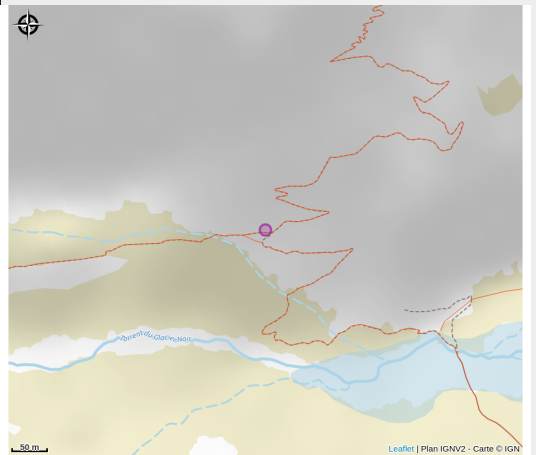 Torrent du Glacier Noir
50 m
Leaflet | Plan IGNV2 - Carte © IGN